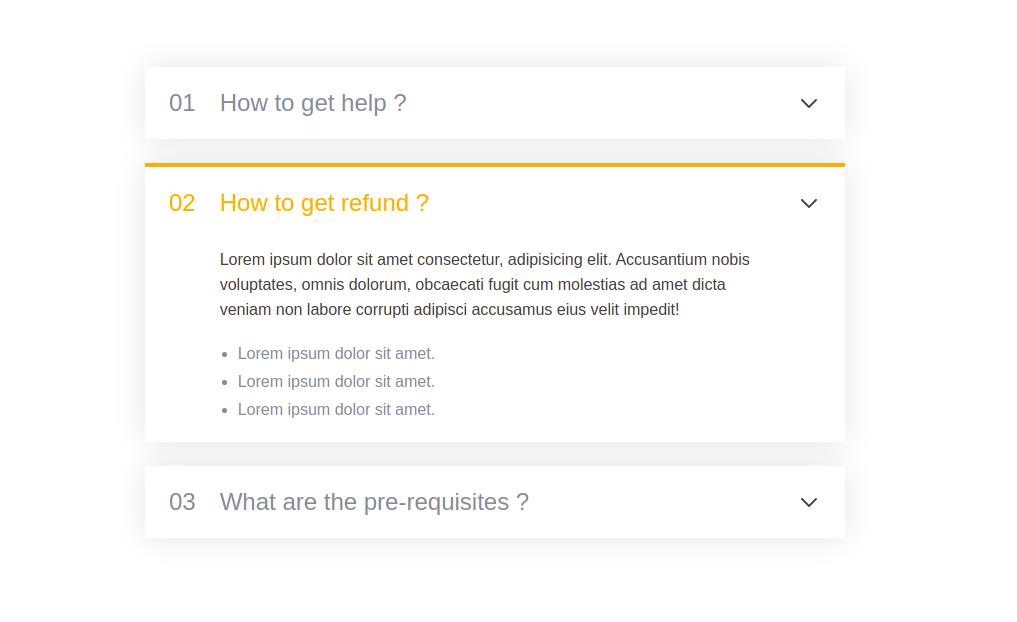 01 How to get help ?
02 How to get refund ?
Lorem ipsum dolor sit amet consectetur, adipisicing elit. Accusantium nobis
voluptates, omnis dolorum, obcaecati fugit cum molestias ad amet dicta
veniam non labore corrupti adipisci accusamus eius velit impedit!
• Lorem ipsum dolor sit amet.
• Lorem ipsum dolor sit amet.
• Lorem ipsum dolor sit amet.
03 What are the pre-requisites ?